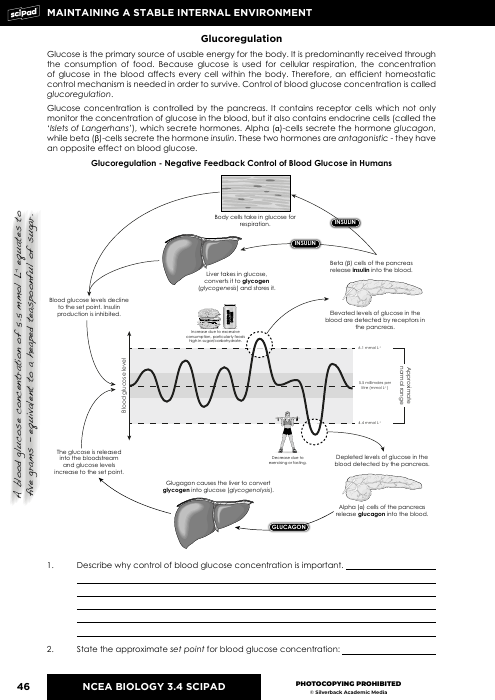 scipad
MAINTAINING A STABLE INTERNAL ENVIRONMENT
Glucoregulation
Glucose is the primary source of usable energy for the body. It is predominantly received through
the consumption of food. Because glucose is used for cellular respiration, the concentration
of glucose in the blood affects every cell within the body. Therefore, an efficient homeostatic
control mechanism is needed in order to survive. Control of blood glucose concentration is called
glucoregulation.
Glucose concentration is controlled by the pancreas. It contains receptor cells which not only
monitor the concentration of glucose in the blood, but it also contains endocrine cells (called the
'Islets of Langerhans'), which secrete hormones. Alpha (α)-cells secrete the hormone glucagon,
while beta (β)-cells secrete the hormone insulin. These two hormones are antagonistic - they have
an opposite effect on blood glucose.
Glucoregulation - Negative Feedback Control of Blood Glucose in Humans
Body cells take in glucose for
respiration.
INSULIN
INSULIN
Liver takes in glucose,
converts it to glycogen
(glycogenesis) and stores it.
Beta (β) cells of the pancreas
release insulin into the blood.
Blood glucose levels decline
to the set point. Insulin
production is inhibited.
Elevated levels of glucose in
the blood are detected by receptors in
the pancreas.
Increase due to excessive
consumption, particularly foods
high in sugar/carbohydrate.
Blood glucose level
Approximate
normal range
Decrease due to
exercising or fasting.
The glucose is released
into the bloodstream
and glucose levels
increase to the set point.
Depleted levels of glucose in the
blood detected by the pancreas.
Glugagon causes the liver to convert
glycogen into glucose (glycogenolysis).
Alpha (α) cells of the pancreas
release glucagon into the blood.
GLUCAGON
A blood glucose concentration of 5.5 mmol L⁻¹ equates to
five grams - equivalent to a heaped teaspoonful of sugar.
1. Describe why control of blood glucose concentration is important.
2. State the approximate set point for blood glucose concentration:
46
NCEA BIOLOGY 3.4 SCIPAD
PHOTOCOPYING PROHIBITED
© Silverback Academic Media